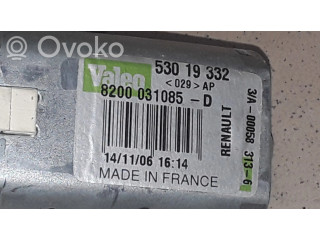 Ovoko
Valeo
530 19 332
<029> AP
8200 031085 - D
RENAULT
3A-00058 313-6
14/11/06 16:14
MADE IN FRANCE